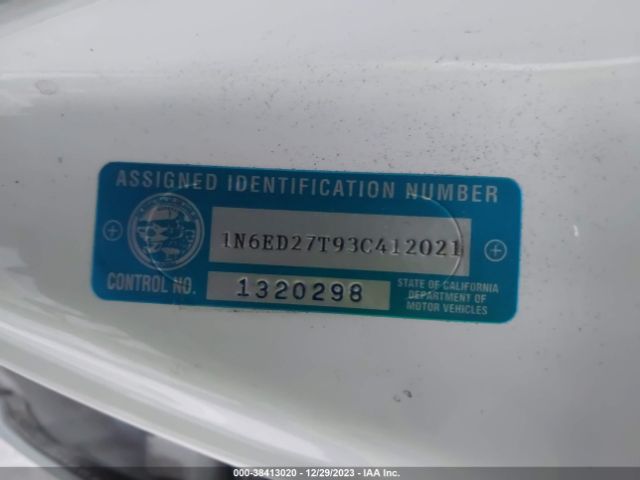 ASSIGNED IDENTIFICATION NUMBER
1N6ED27T93C412021
CONTROL NO. 1320298
STATE OF CALIFORNIA
DEPARTMENT OF
MOTOR VEHICLES
000-38413020 • 12/29/2023 • IAA Inc.